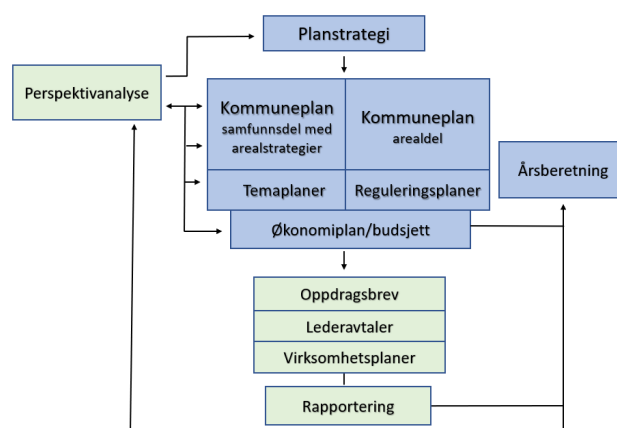 Planstrategi
Perspektivanalyse
Kommuneplan
samfunnsdel med
arealstrategier
Kommuneplan
arealdel
Årsberetning
Temaplaner
Reguleringsplaner
Økonomiplan/budsjett
Oppdragsbrev
Lederavtaler
Virksomhetsplaner
Rapportering